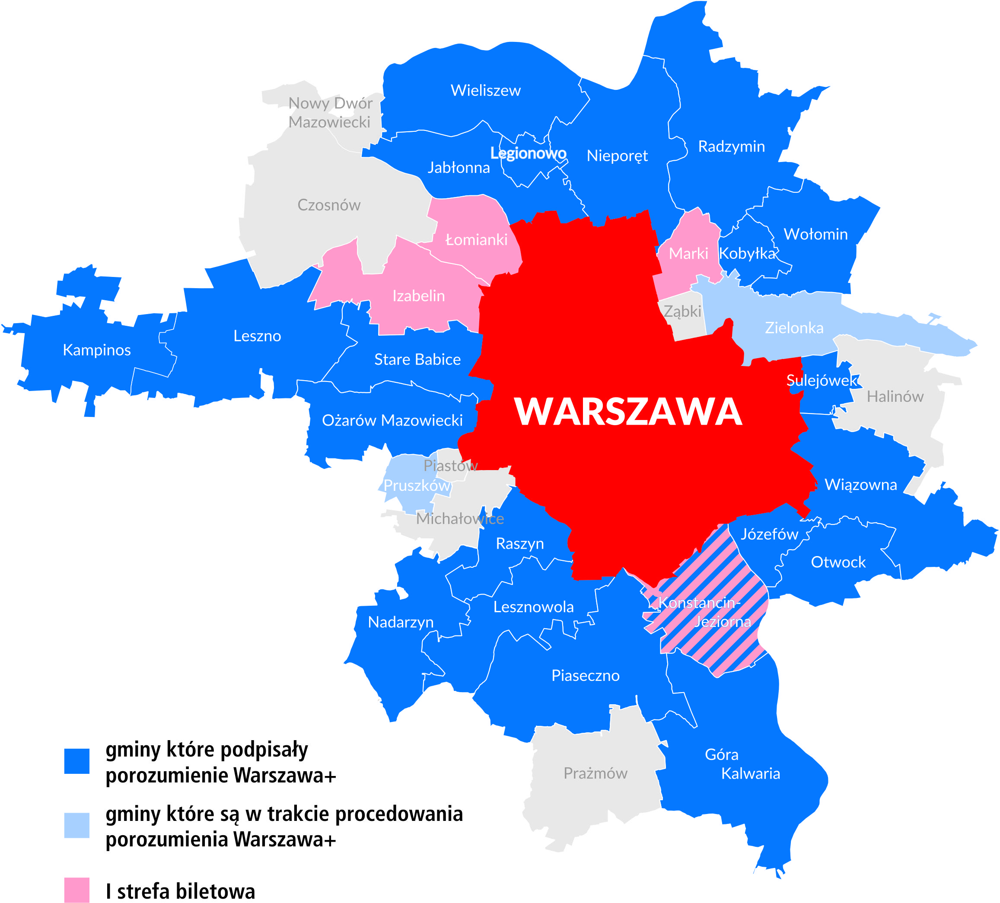 Wieliszew
Nowy Dwór
Mazowiecki
Radzymin
Legionowo
Nieporęt
Jabłonna
Czosnów
Wołomin
Łomianki
Marki
Kobyłka
Izabelin
Ząbki
Zielonka
Leszno
Kampinos
Stare Babice
Sulejówek
Halinów
WARSZAWA
Ożarów Mazowiecki
Piastów
Pruszków
Wiązowna
Michałowice
Józefów
Raszyn
Otwock
Konstancin-
Jeziorna
Lesznowola
Nadarzyn
Piaseczno
Góra
Kalwaria
Prażmów
gminy które podpisały
porozumienie Warszawa+
gminy które są w trakcie procedowania
porozumienia Warszawa+
I strefa biletowa